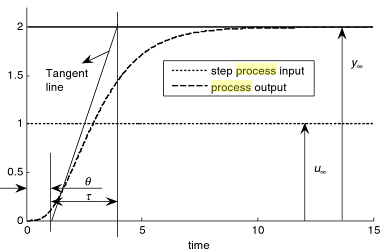 2
Tangent
line
step process input
process output
y∞
1.5
1
u∞
0.5
θ
τ
0
0
5
10
15
time